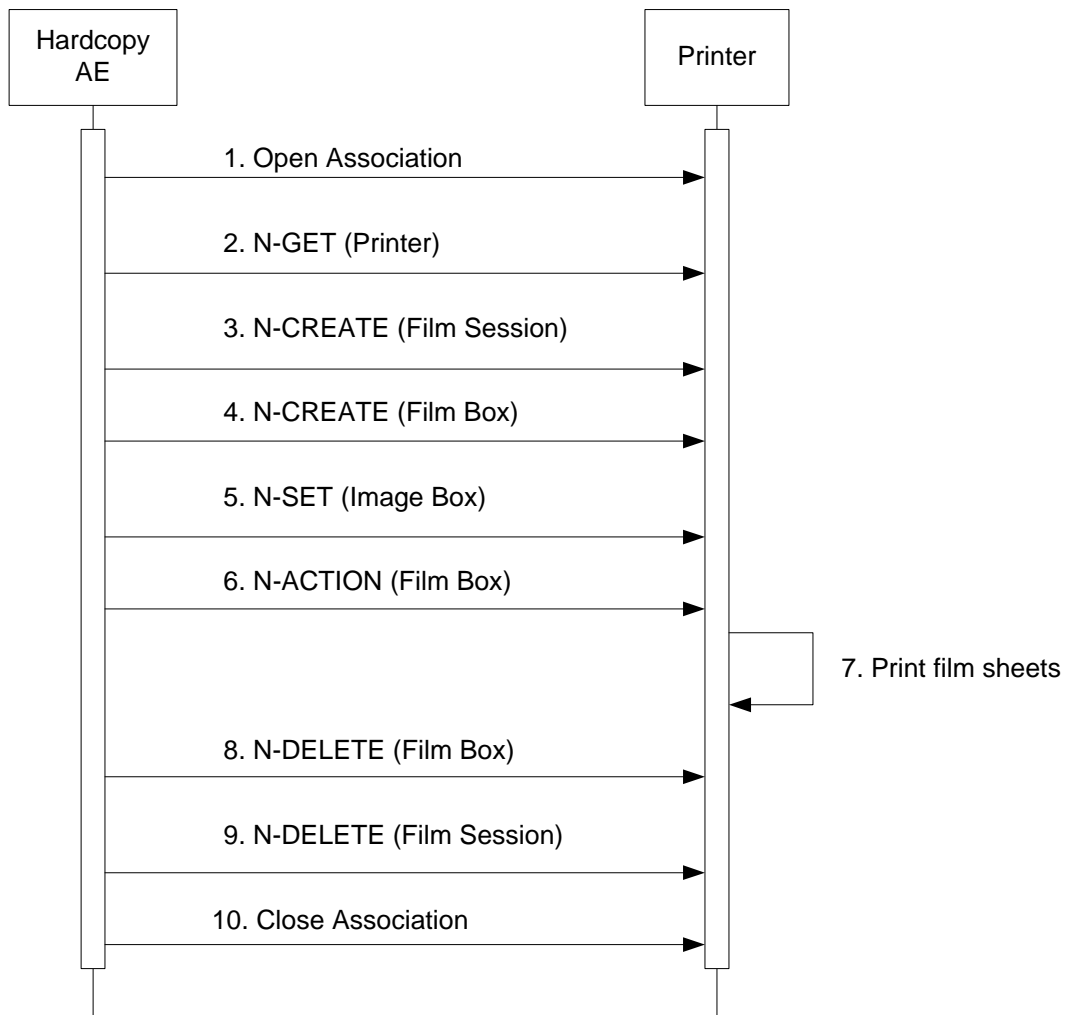 Hardcopy
AE
Printer
1. Open Association
2. N-GET (Printer)
3. N-CREATE (Film Session)
4. N-CREATE (Film Box)
5. N-SET (Image Box)
6. N-ACTION (Film Box)
7. Print film sheets
8. N-DELETE (Film Box)
9. N-DELETE (Film Session)
10. Close Association